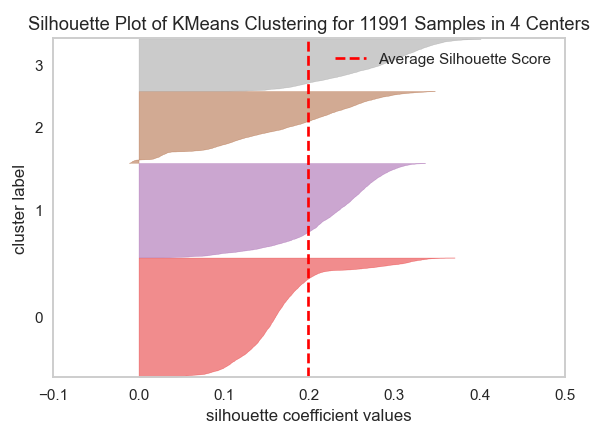 Silhouette Plot of KMeans Clustering for 11991 Samples in 4 Centers
Average Silhouette Score
3
2
1
0
cluster label
−0.1 0.0 0.1 0.2 0.3 0.4 0.5
silhouette coefficient values